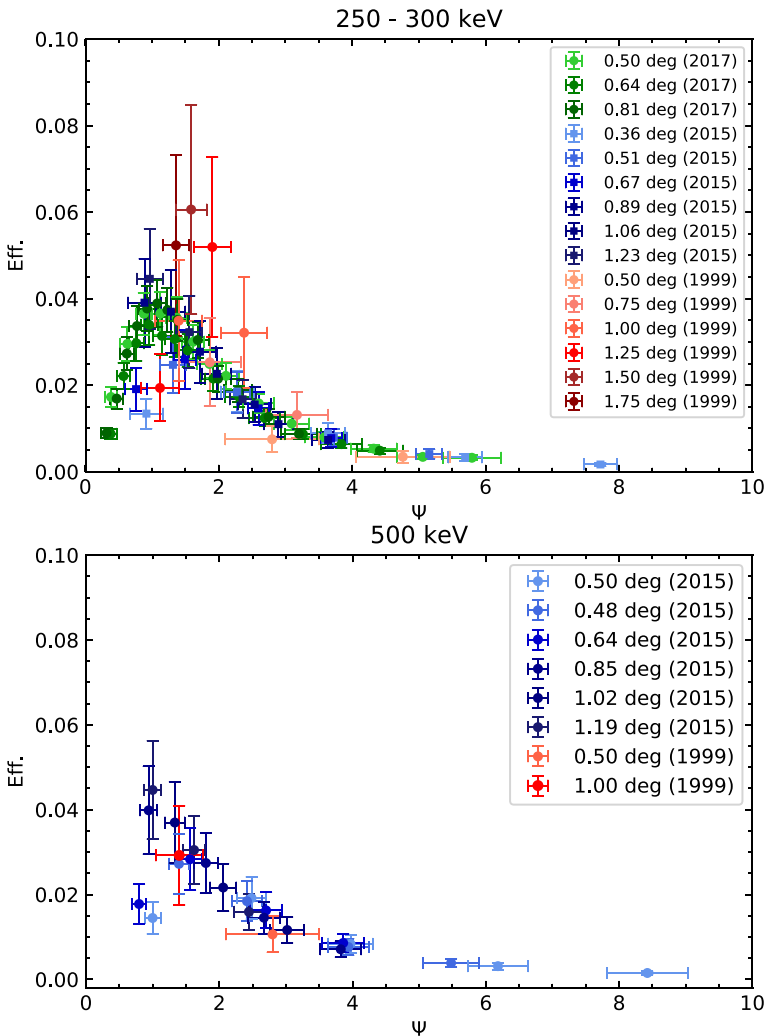 250 - 300 keV
0.10
0.08
0.06
0.04
0.02
0.00
Eff.
0.50 deg (2017)
0.64 deg (2017)
0.81 deg (2017)
0.36 deg (2015)
0.51 deg (2015)
0.67 deg (2015)
0.89 deg (2015)
1.06 deg (2015)
1.23 deg (2015)
0.50 deg (1999)
0.75 deg (1999)
1.00 deg (1999)
1.25 deg (1999)
1.50 deg (1999)
1.75 deg (1999)
0 2 4 6 8 10
Ψ
500 keV
0.10
0.08
0.06
0.04
0.02
0.00
Eff.
0.50 deg (2015)
0.48 deg (2015)
0.64 deg (2015)
0.85 deg (2015)
1.02 deg (2015)
1.19 deg (2015)
0.50 deg (1999)
1.00 deg (1999)
0 2 4 6 8 10
Ψ